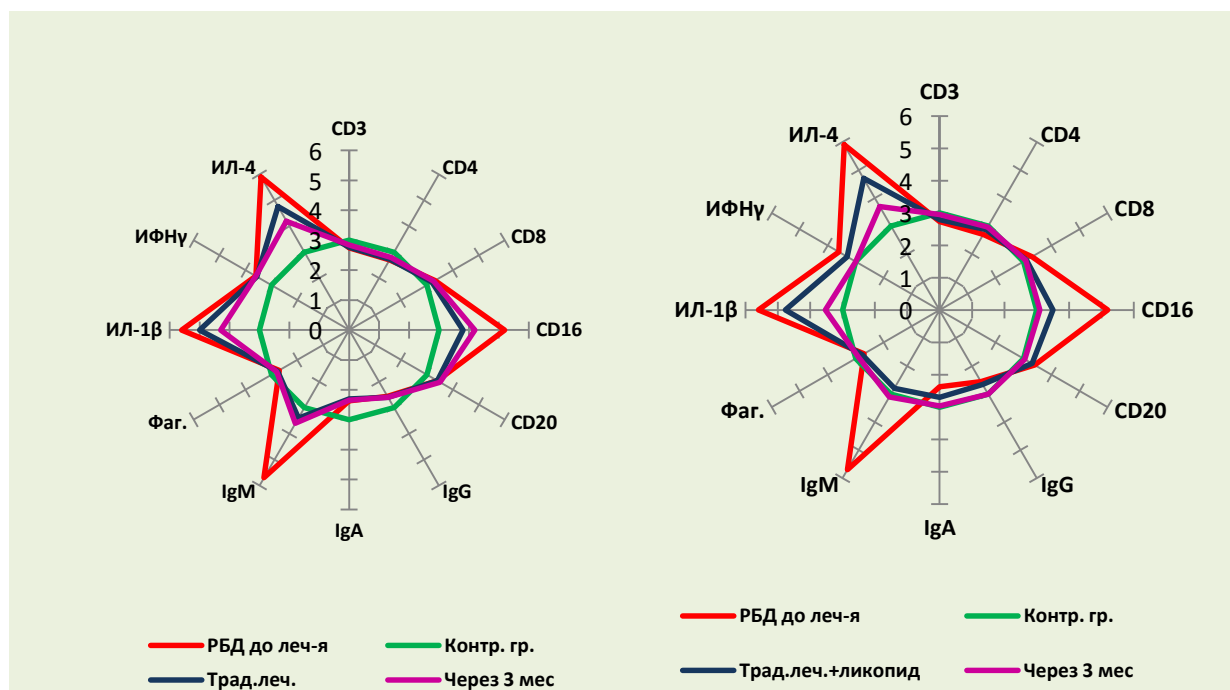 CD3
6
5
4
3
2
1
0
CD4
CD8
CD16
CD20
IgG
IgA
IgM
Фаг.
ИЛ-1β
ИФНγ
ИЛ-4
РБД до леч-я
Контр. гр.
Трад.леч.
Через 3 мес
CD3
6
5
4
3
2
1
0
CD4
CD8
CD16
CD20
IgG
IgA
IgM
Фаг.
ИЛ-1β
ИФНγ
ИЛ-4
РБД до леч-я
Контр. гр.
Трад.леч.+ликопид
Через 3 мес